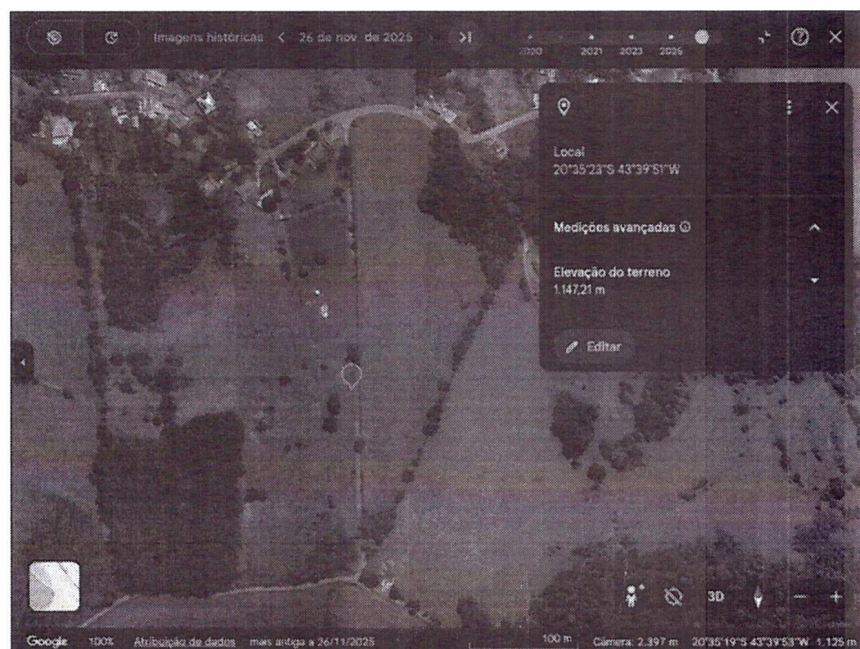 Imagens históricas < 26 de nov. de 2025 >
2020 2021 2023 2025
Local
20°35'23"S 43°39'51"W
Medições avançadas
Elevação do terreno
1.147,21 m
Editar
3D
Google 100% Atribuição de dados mais antiga a 26/11/2025 100 m Câmera: 2.397 m 20°35'19"S 43°39'53"W 1.125 m